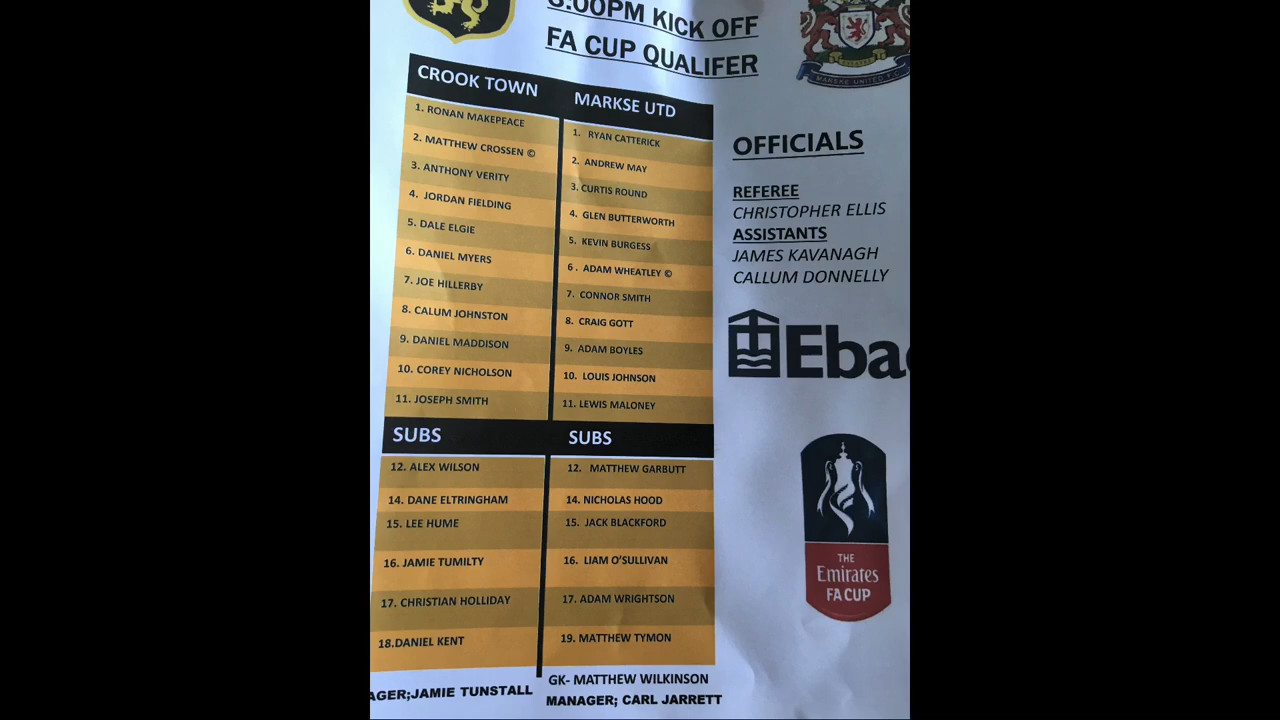 :00PM KICK OFF
FA CUP QUALIFER
CROOK TOWN
1. RONAN MAKEPEACE
2. MATTHEW CROSSEN ©
3. ANTHONY VERITY
4. JORDAN FIELDING
5. DALE ELGIE
6. DANIEL MYERS
7. JOE HILLERBY
8. CALUM JOHNSTON
9. DANIEL MADDISON
10. COREY NICHOLSON
11. JOSEPH SMITH
SUBS
12. ALEX WILSON
14. DANE ELTRINGHAM
15. LEE HUME
16. JAMIE TUMILTY
17. CHRISTIAN HOLLIDAY
18.DANIEL KENT
AGER;JAMIE TUNSTALL
MARKSE UTD
1. RYAN CATTERICK
2. ANDREW MAY
3. CURTIS ROUND
4. GLEN BUTTERWORTH
5. KEVIN BURGESS
6. ADAM WHEATLEY ©
7. CONNOR SMITH
8. CRAIG GOTT
9. ADAM BOYLES
10. LOUIS JOHNSON
11. LEWIS MALONEY
SUBS
12. MATTHEW GARBUTT
14. NICHOLAS HOOD
15. JACK BLACKFORD
16. LIAM O'SULLIVAN
17. ADAM WRIGHTSON
19. MATTHEW TYMON
GK- MATTHEW WILKINSON
MANAGER; CARL JARRETT
OFFICIALS
REFEREE
CHRISTOPHER ELLIS
ASSISTANTS
JAMES KAVANAGH
CALLUM DONNELLY
Ebac
THE
Emirates
FA CUP